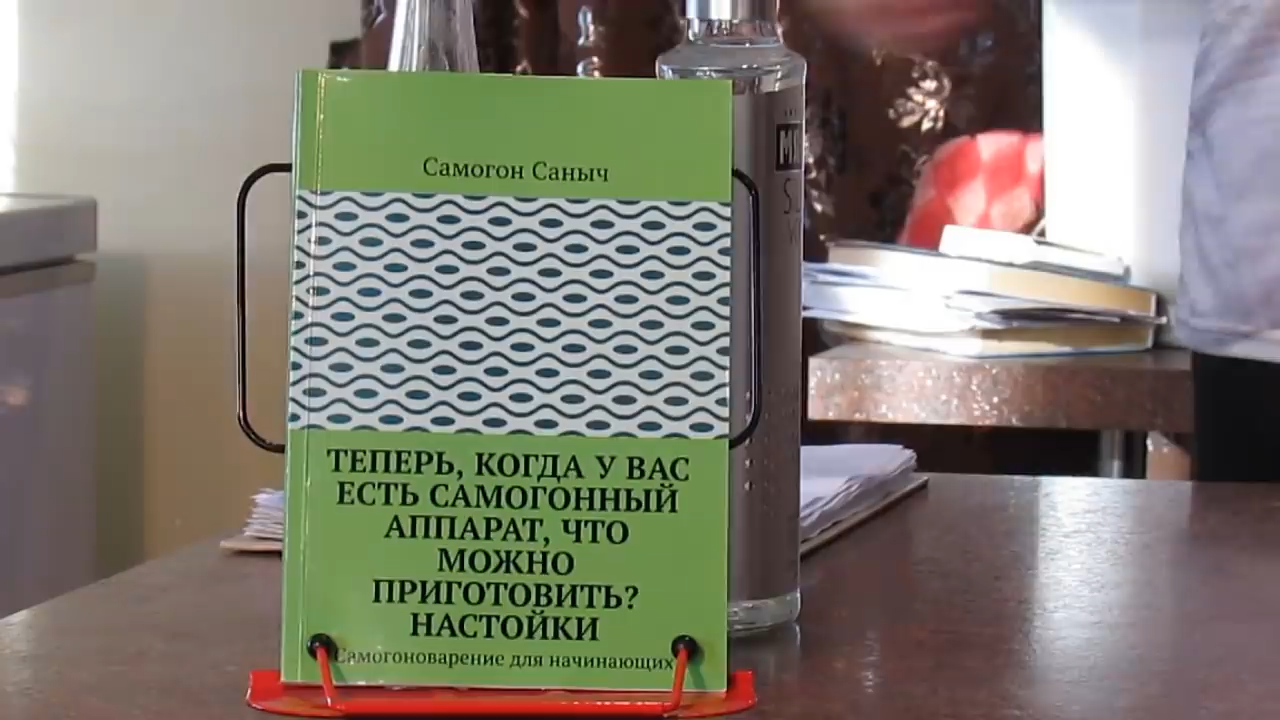 Самогон Саныч
ТЕПЕРЬ, КОГДА У ВАС
ЕСТЬ САМОГОННЫЙ
АППАРАТ, ЧТО
МОЖНО
ПРИГОТОВИТЬ?
НАСТОЙКИ
Самогоноварение для начинающих